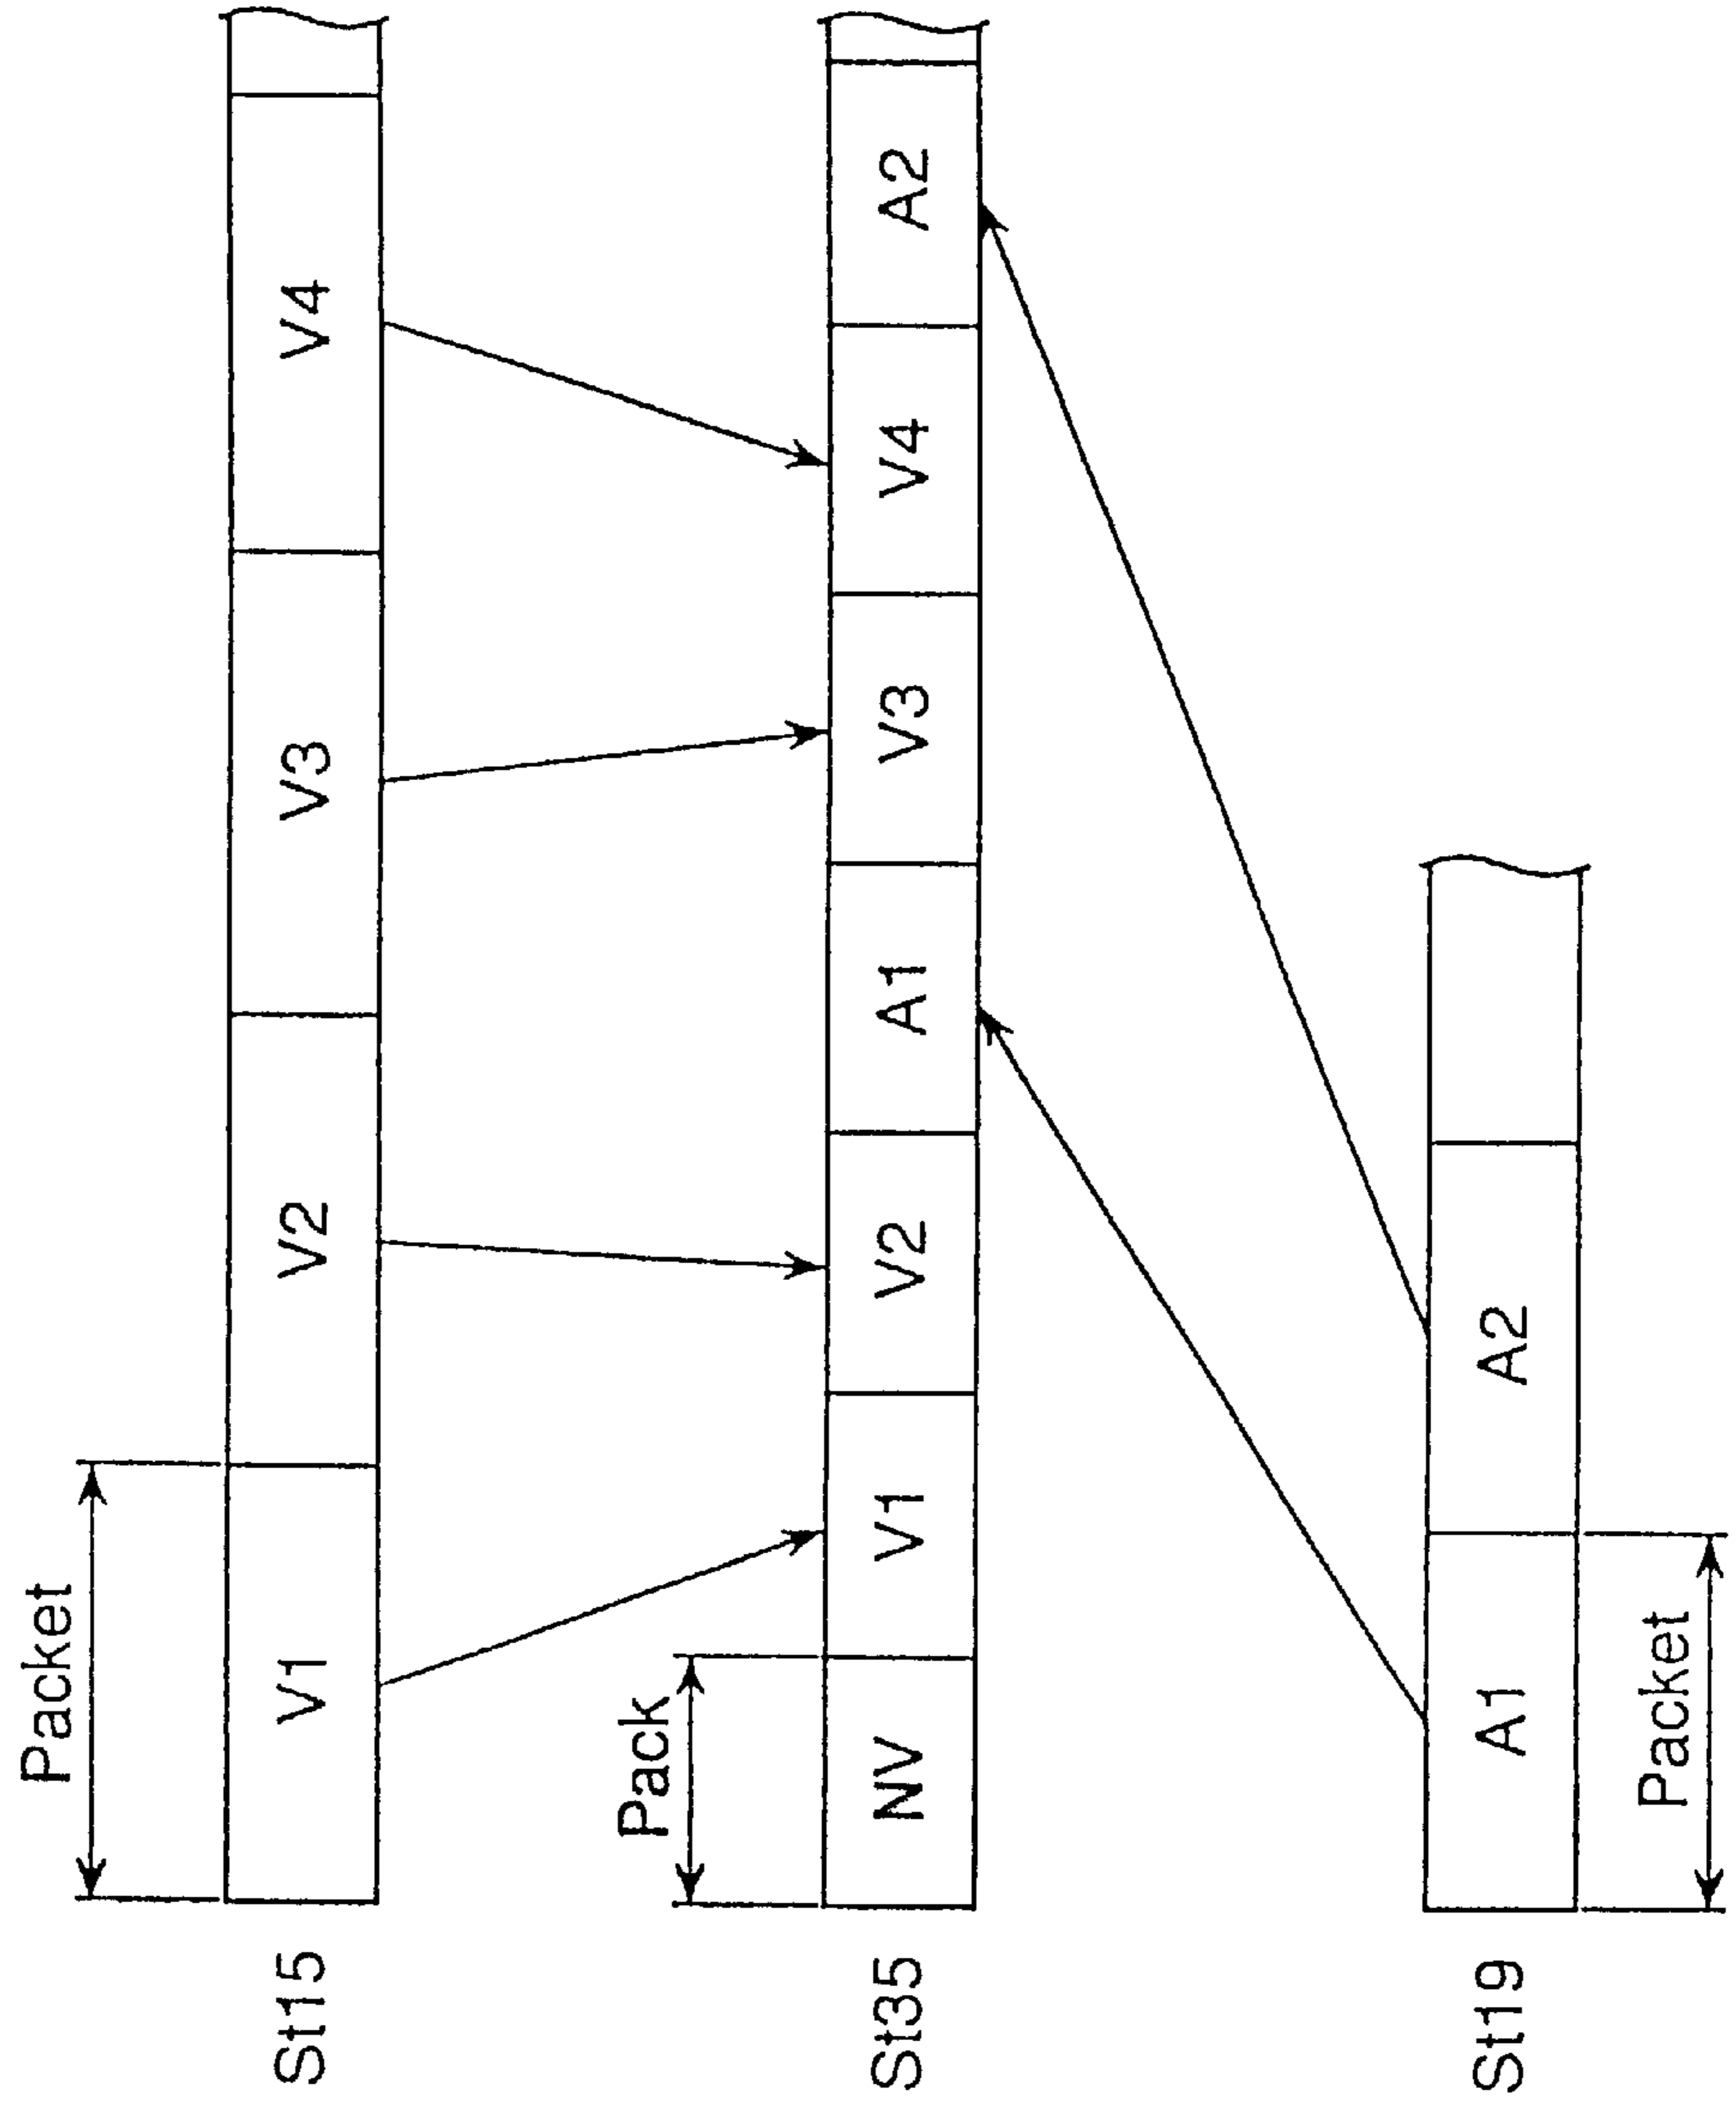 Packet
St15 V1 V2 V3 V4
Pack
St35 NV V1 V2 A1 V3 V4 A2
St19 A1 A2
Packet